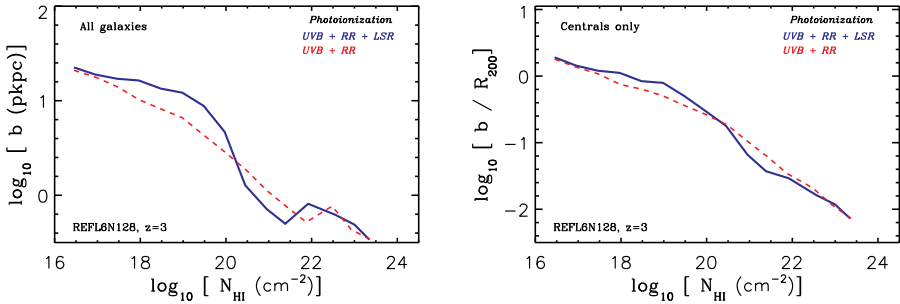 All galaxies
Photoionization
UVB + RR + LSR
UVB + RR
log10 [ b (pkpc)]
2
1
0
REFL6N128, z=3
16 18 20 22 24
log10 [ NHI (cm−2)]
Centrals only
Photoionization
UVB + RR + LSR
UVB + RR
log10 [ b / R200]
0
−1
−2
REFL6N128, z=3
16 18 20 22 24
log10 [ NHI (cm−2)]